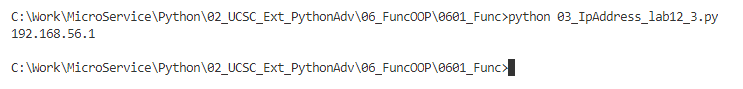 C:\Work\MicroService\Python\02_UCSC_Ext_PythonAdv\06_FuncOOP\0601_Func>python 03_IpAddress_lab12_3.py
192.168.56.1
C:\Work\MicroService\Python\02_UCSC_Ext_PythonAdv\06_FuncOOP\0601_Func>